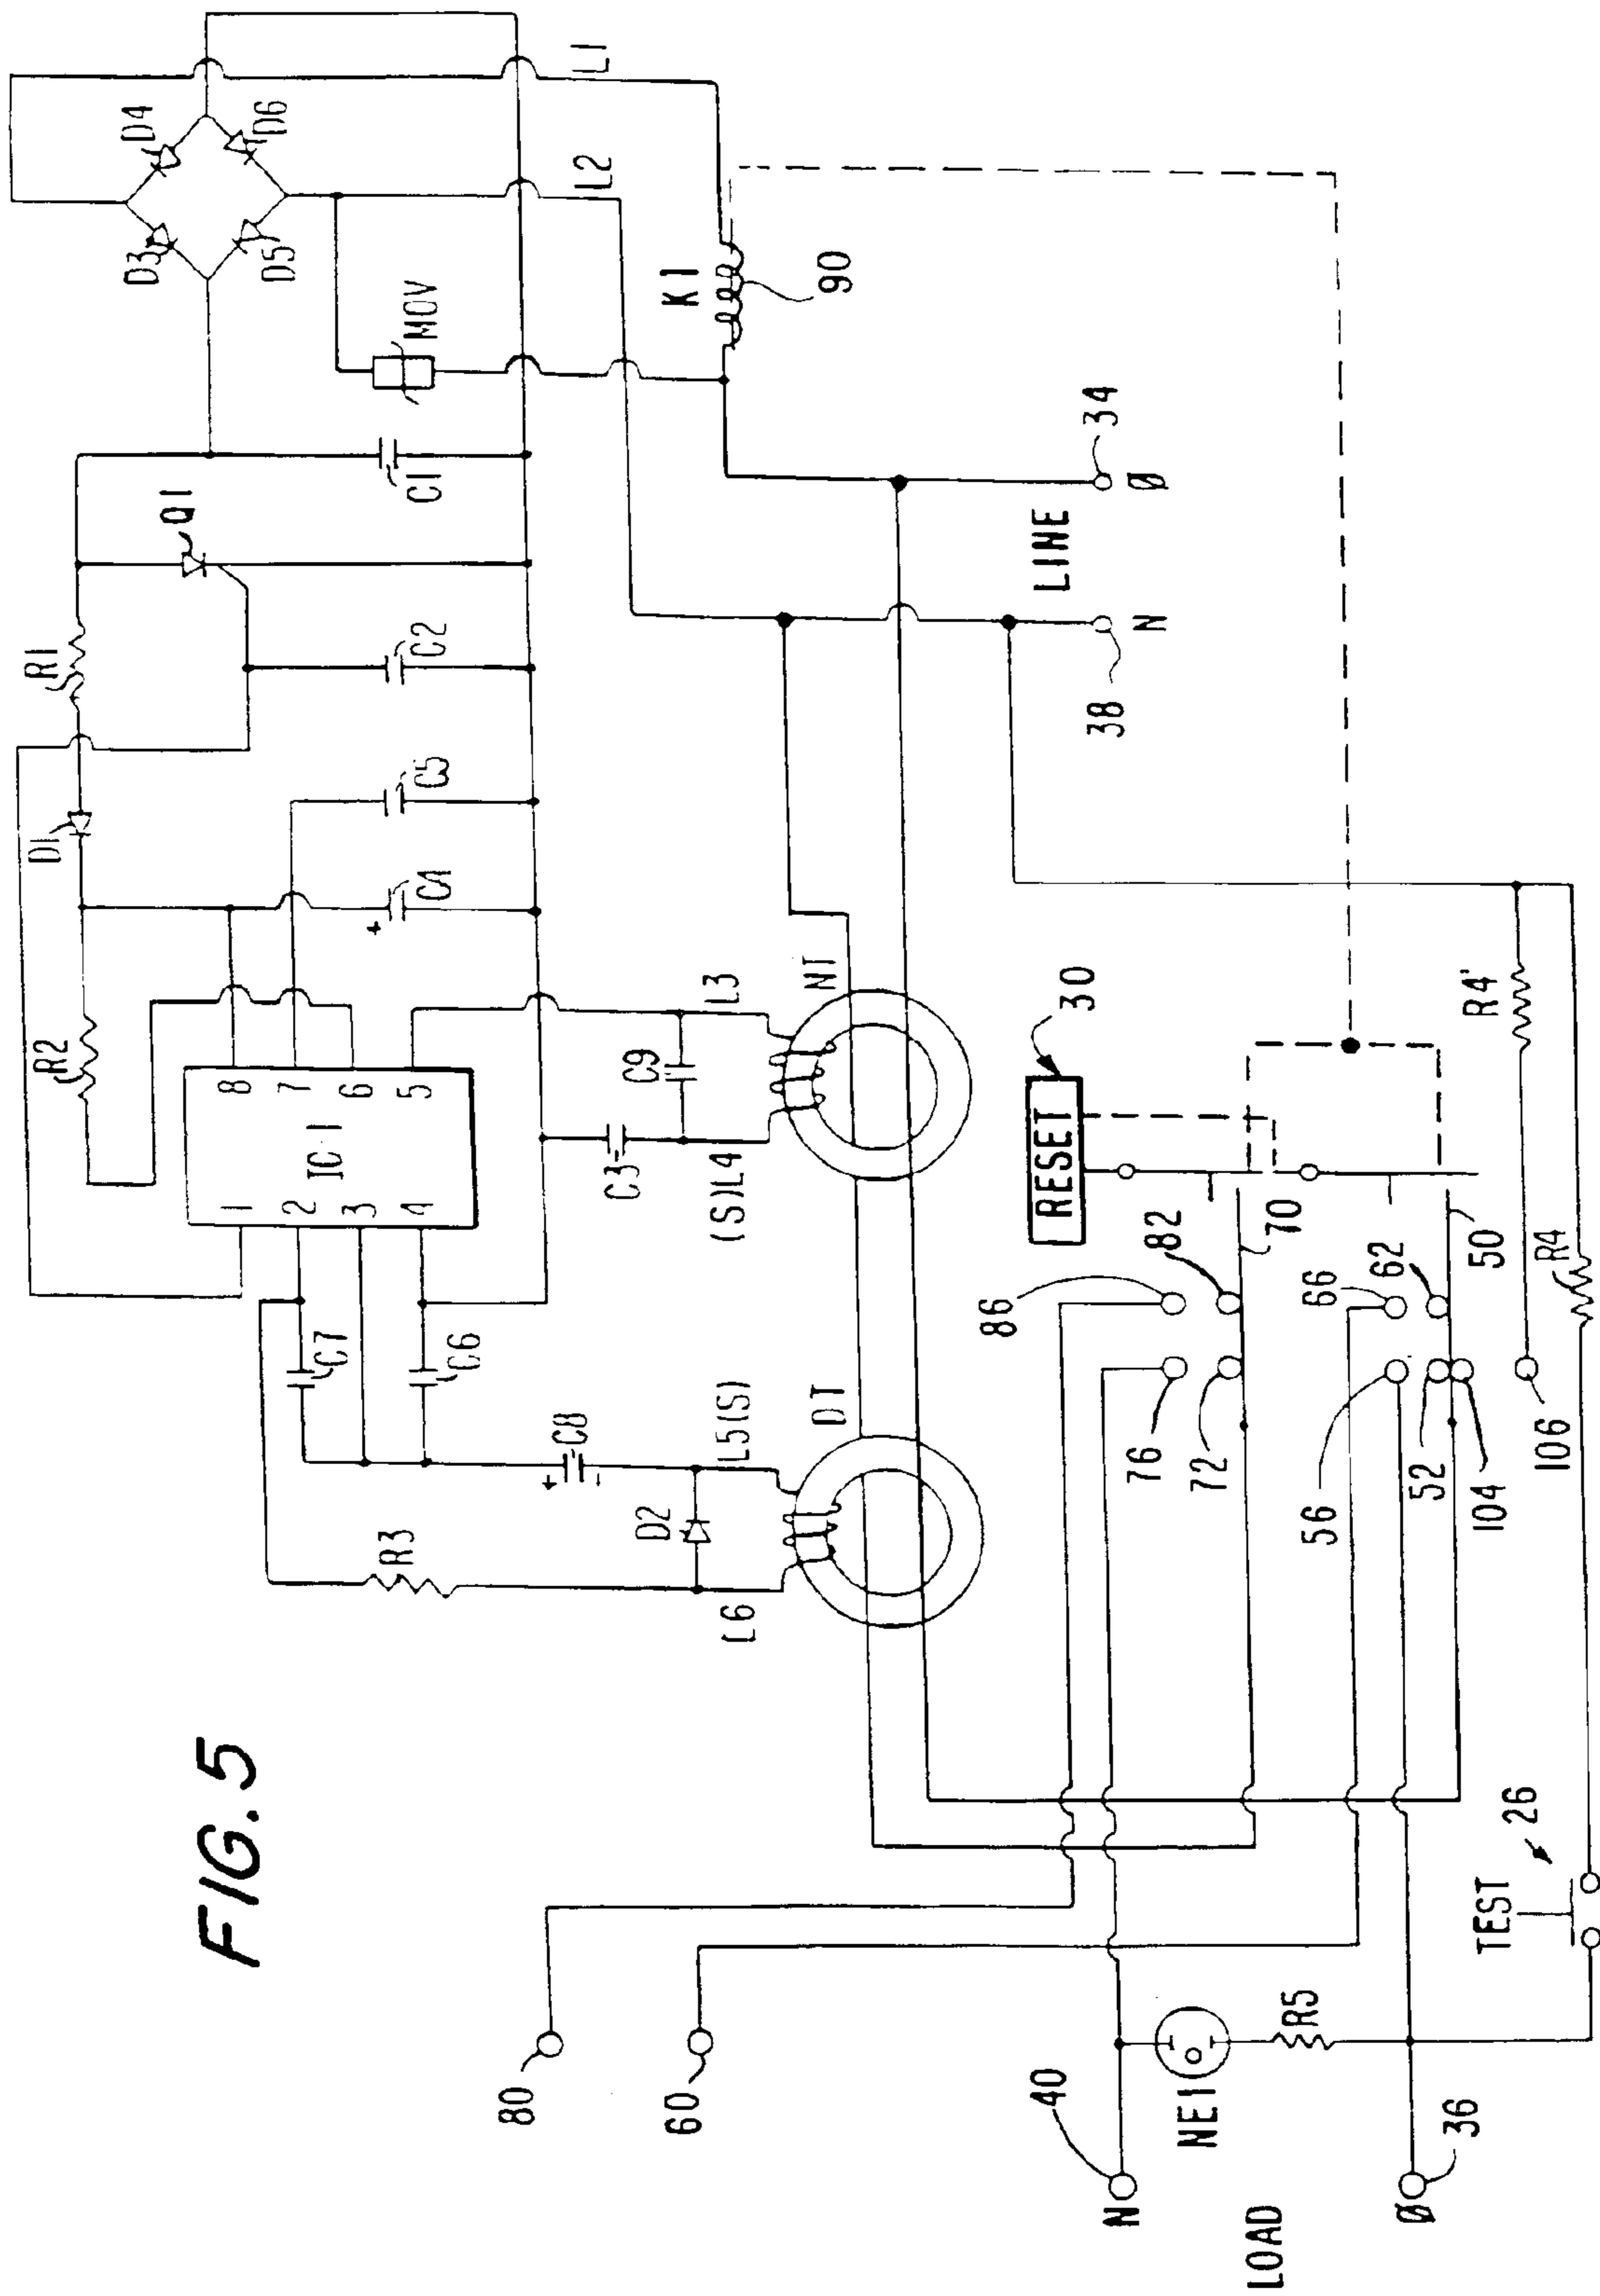 FIG. 5
L1
D4
D6
D3
D5
L2
MOV
K1
90
C1
Q1
R1
C2
D1
C5
C4
+
R2
IC-1
8
7
6
5
1
2
3
4
C7
C6
C3
C9
L3
(S)L4
NT
C8
+
-
L5(S)
D2
R3
L6
DT
LINE
34
Ø
38
N
30
RESET
R4'
R4
86
82
70
76
72
66
62
50
56
52
104
106
TEST
26
80
60
40
N
NE1
R5
Ø
36
LOAD